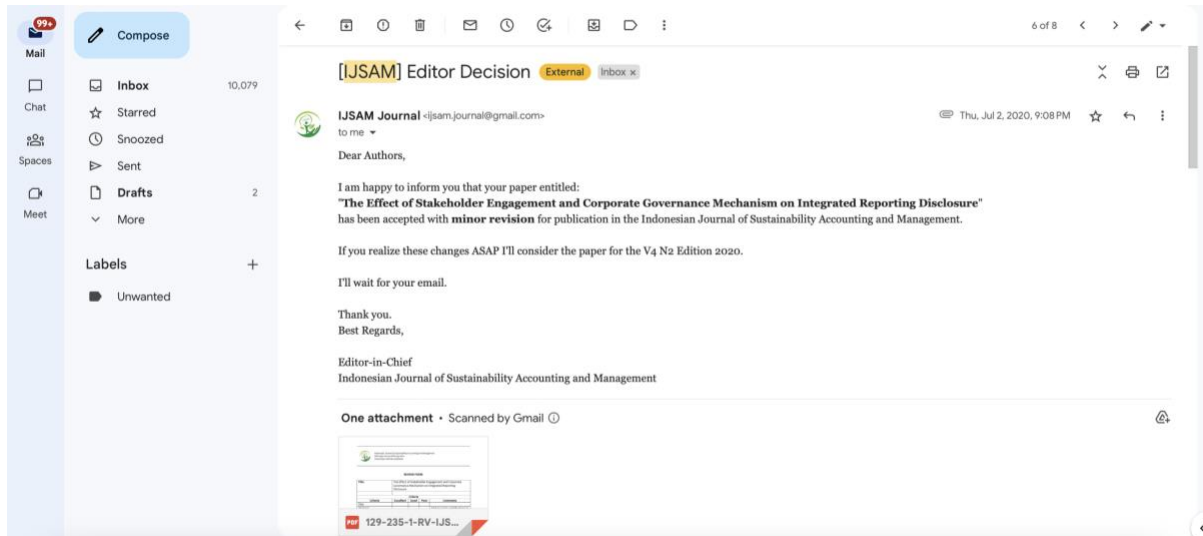 99+
Mail
Chat
Spaces
Meet
Compose
Inbox 10,079
Starred
Snoozed
Sent
Drafts 2
More
Labels +
Unwanted
6 of 8
[IJSAM] Editor Decision External Inbox x
IJSAM Journal <ijsam.journal@gmail.com> Thu, Jul 2, 2020, 9:08 PM
to me
Dear Authors,
I am happy to inform you that your paper entitled:
"The Effect of Stakeholder Engagement and Corporate Governance Mechanism on Integrated Reporting Disclosure"
has been accepted with minor revision for publication in the Indonesian Journal of Sustainability Accounting and Management.
If you realize these changes ASAP I'll consider the paper for the V4 N2 Edition 2020.
I'll wait for your email.
Thank you.
Best Regards,
Editor-in-Chief
Indonesian Journal of Sustainability Accounting and Management
One attachment • Scanned by Gmail
PDF 129-235-1-RV-IJS...